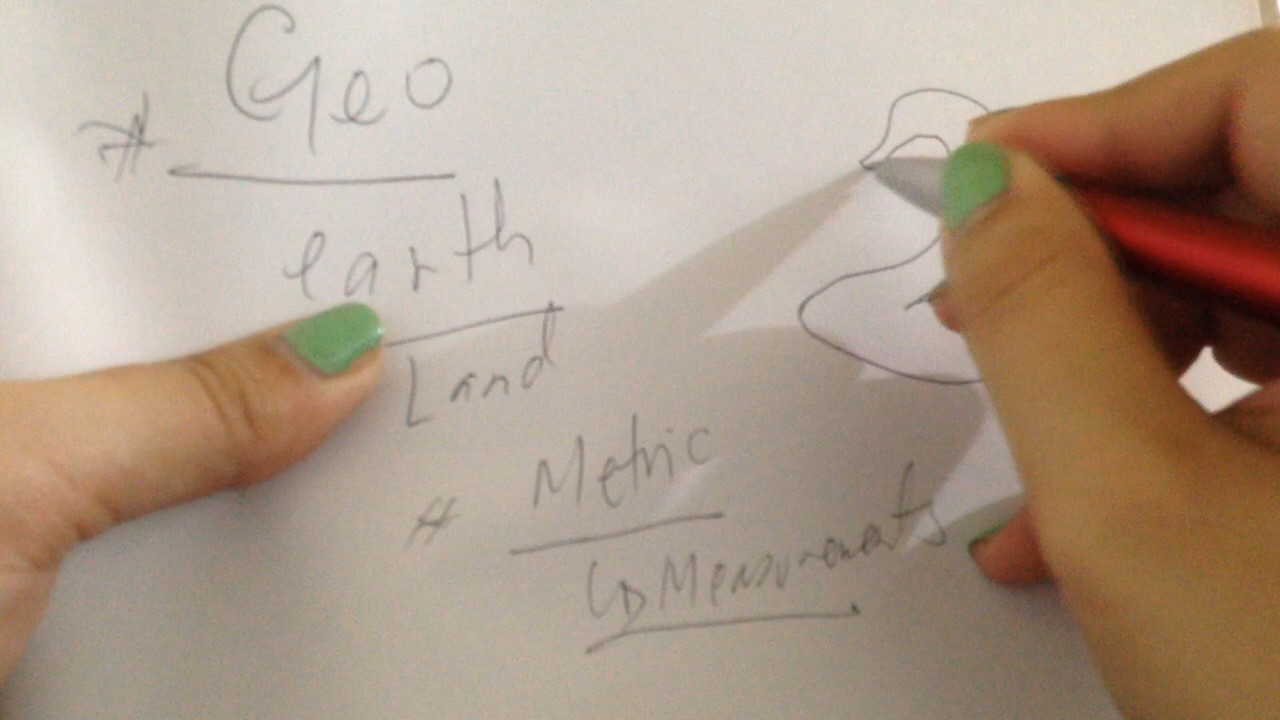 * Geo
earth
Land
* Metric
↳ Measurements